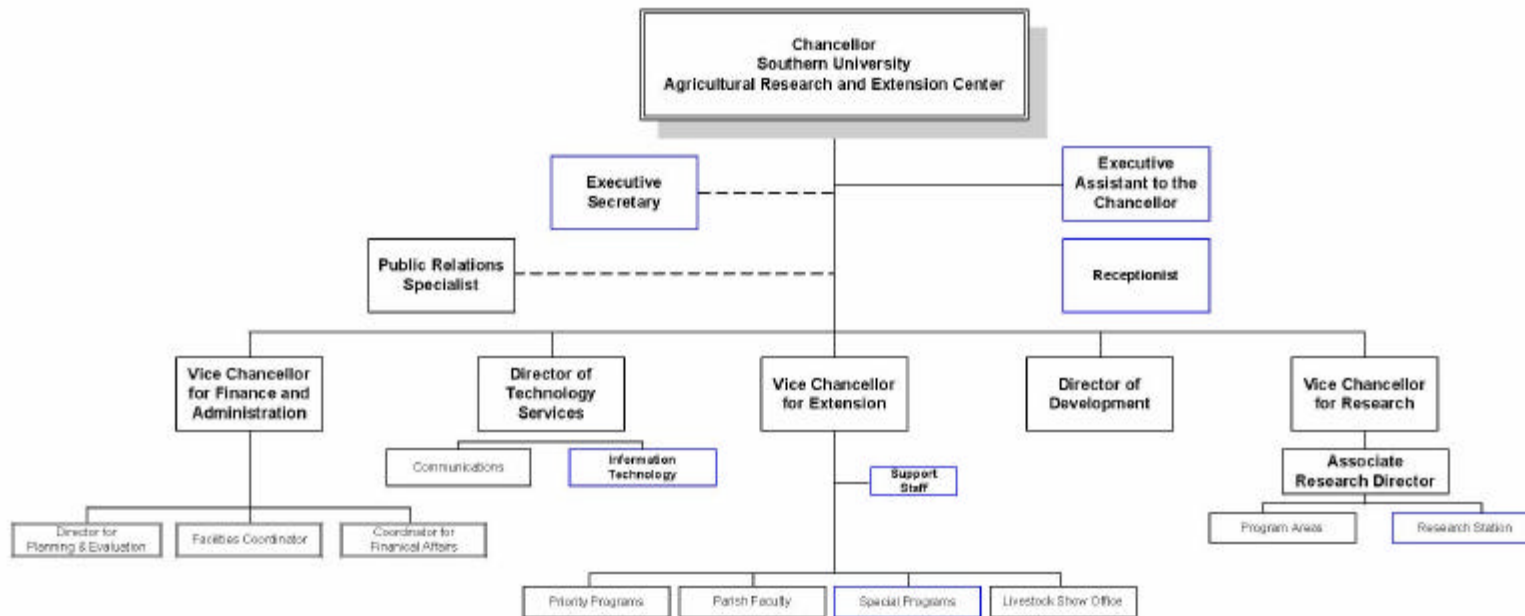 Chancellor
Southern University
Agricultural Research and Extension Center
Executive
Secretary
Executive
Assistant to the
Chancellor
Public Relations
Specialist
Receptionist
Vice Chancellor
for Finance and
Administration
Director of
Technology
Services
Vice Chancellor
for Extension
Director of
Development
Vice Chancellor
for Research
Communications
Information
Technology
Support
Staff
Associate
Research Director
Director for
Planning & Evaluation
Facilities Coordinator
Coordinator for
Finanical Affairs
Program Areas
Research Station
Priority Programs
Parish Faculty
Special Programs
Livestock Show Office